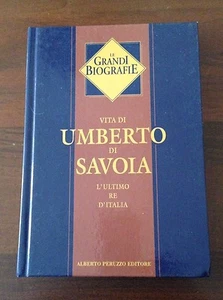 LE
GRANDI
BIOGRAFIE
VITA DI
UMBERTO
DI
SAVOIA
L'ULTIMO
RE
D'ITALIA
ALBERTO PERUZZO EDITORE